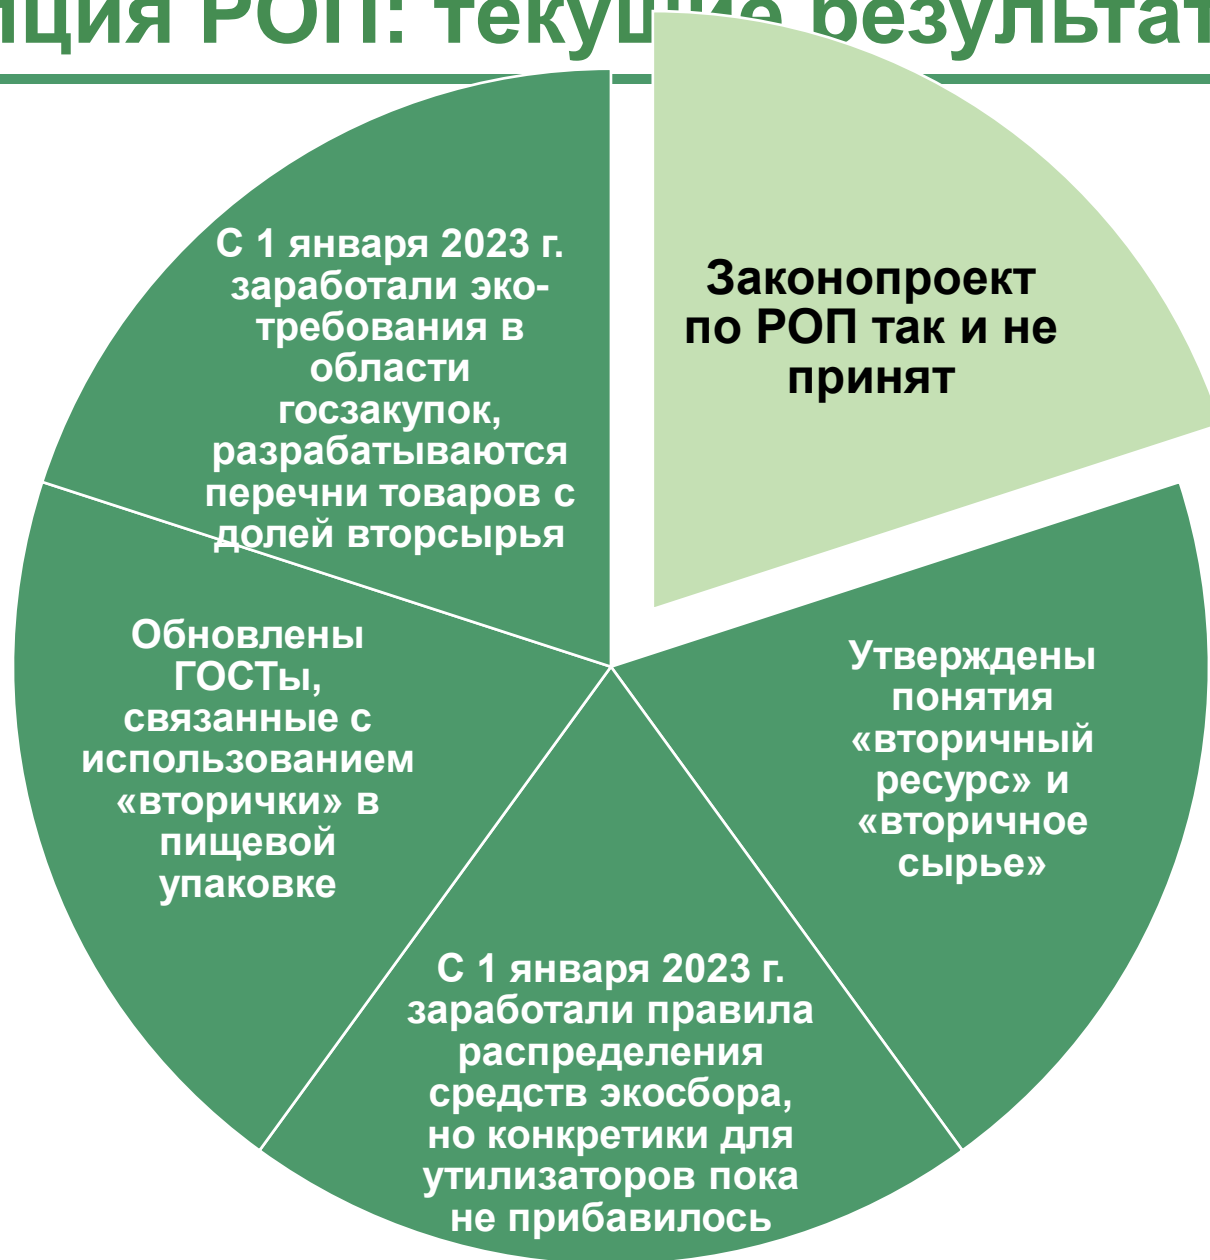 РОП: текущие
Законопроект
по РОП так и не
принят
Утверждены
понятия
«вторичный
ресурс» и
«вторичное
сырье»
С 1 января 2023 г.
заработали правила
распределения
средств экосбора,
но конкретики для
утилизаторов пока
не прибавилось
Обновлены
ГОСТы,
связанные с
использованием
«вторички» в
пищевой
упаковке
С 1 января 2023 г.
заработали эко-
требования в
области
госзакупок,
разрабатываются
перечни товаров с
долей вторсырья